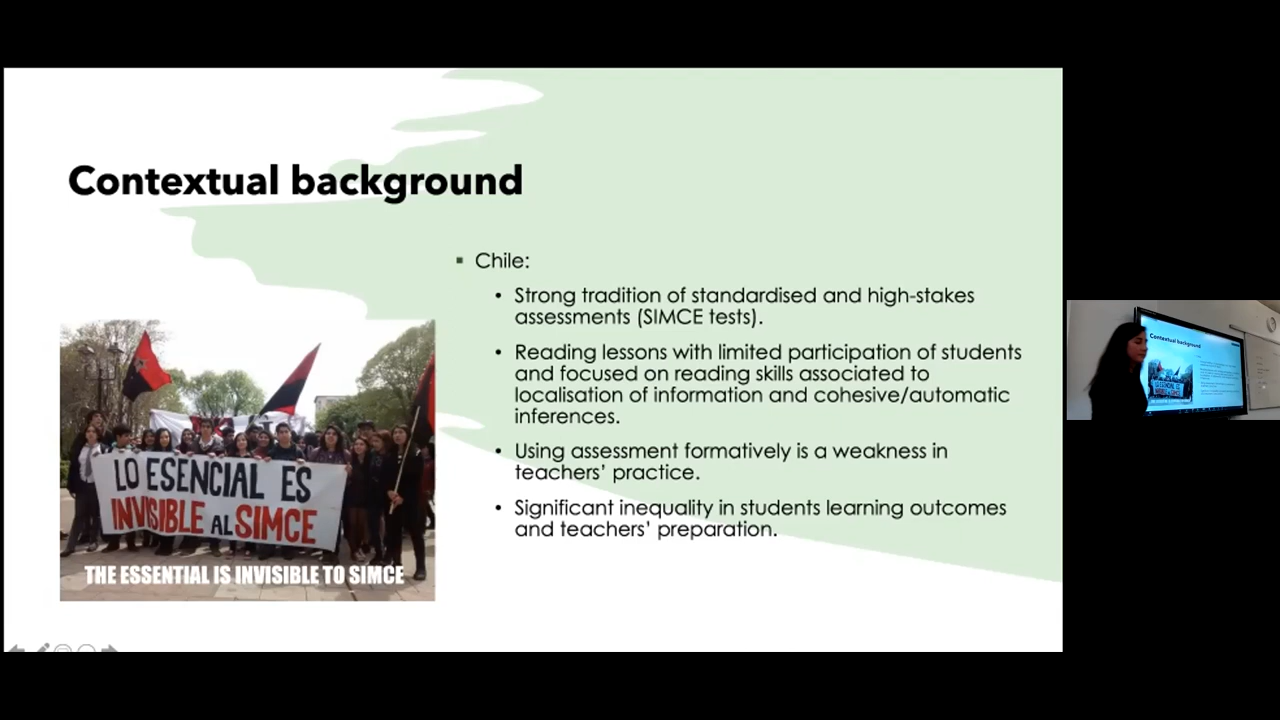 Contextual background
▪ Chile:
• Strong tradition of standardised and high-stakes
assessments (SIMCE tests).
• Reading lessons with limited participation of students
and focused on reading skills associated to
localisation of information and cohesive/automatic
inferences.
• Using assessment formatively is a weakness in
teachers’ practice.
• Significant inequality in students learning outcomes
and teachers’ preparation.
LO ESENCIAL ES
INVISIBLE AL SIMCE
THE ESSENTIAL IS INVISIBLE TO SIMCE
Contextual background